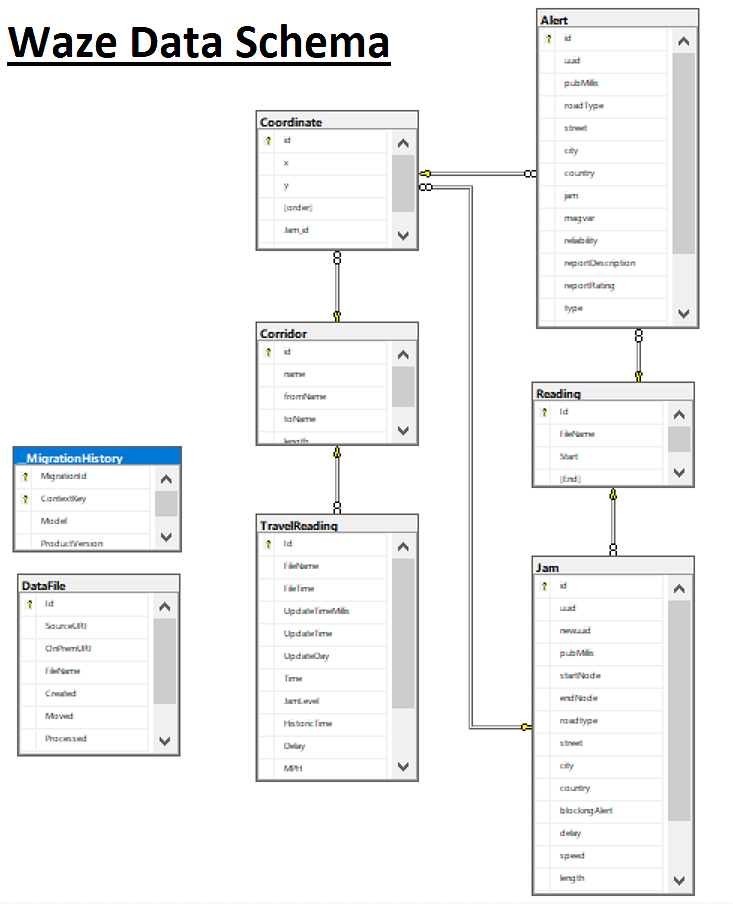 Waze Data Schema
Alert
id
uuid
pubMillis
roadType
street
city
country
jam
magvar
reliability
reportDescription
reportRating
type
Coordinate
id
x
y
[order]
Jam_id
Corridor
id
name
fromName
toName
length
Reading
Id
FileName
Start
[End]
_MigrationHistory
MigrationId
ContextKey
Model
ProductVersion
TravelReading
Id
FileName
FileTime
UpdateTimeMillis
UpdateTime
UpdateDay
Time
JamLevel
HistoricTime
Delay
MPH
Jam
id
uuid
newuuid
pubMillis
startNode
endNode
roadtype
street
city
country
blockingAlert
delay
speed
length
DataFile
Id
SourceURI
OnPremURI
FileName
Created
Moved
Processed